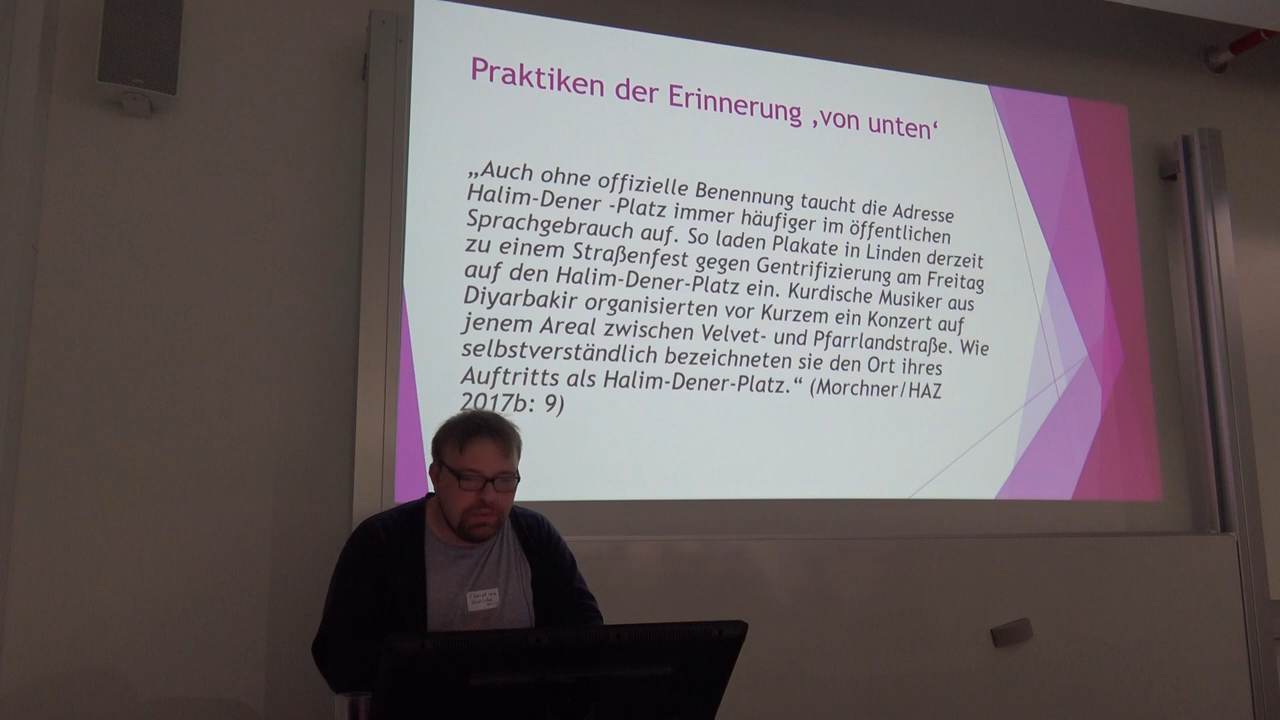 Praktiken der Erinnerung ‚von unten‘
„Auch ohne offizielle Benennung taucht die Adresse
Halim-Dener -Platz immer häufiger im öffentlichen
Sprachgebrauch auf. So laden Plakate in Linden derzeit
zu einem Straßenfest gegen Gentrifizierung am Freitag
auf den Halim-Dener-Platz ein. Kurdische Musiker aus
Diyarbakir organisierten vor Kurzem ein Konzert auf
jenem Areal zwischen Velvet- und Pfarrlandstraße. Wie
selbstverständlich bezeichneten sie den Ort ihres
Auftritts als Halim-Dener-Platz.“ (Morchner/HAZ
2017b: 9)